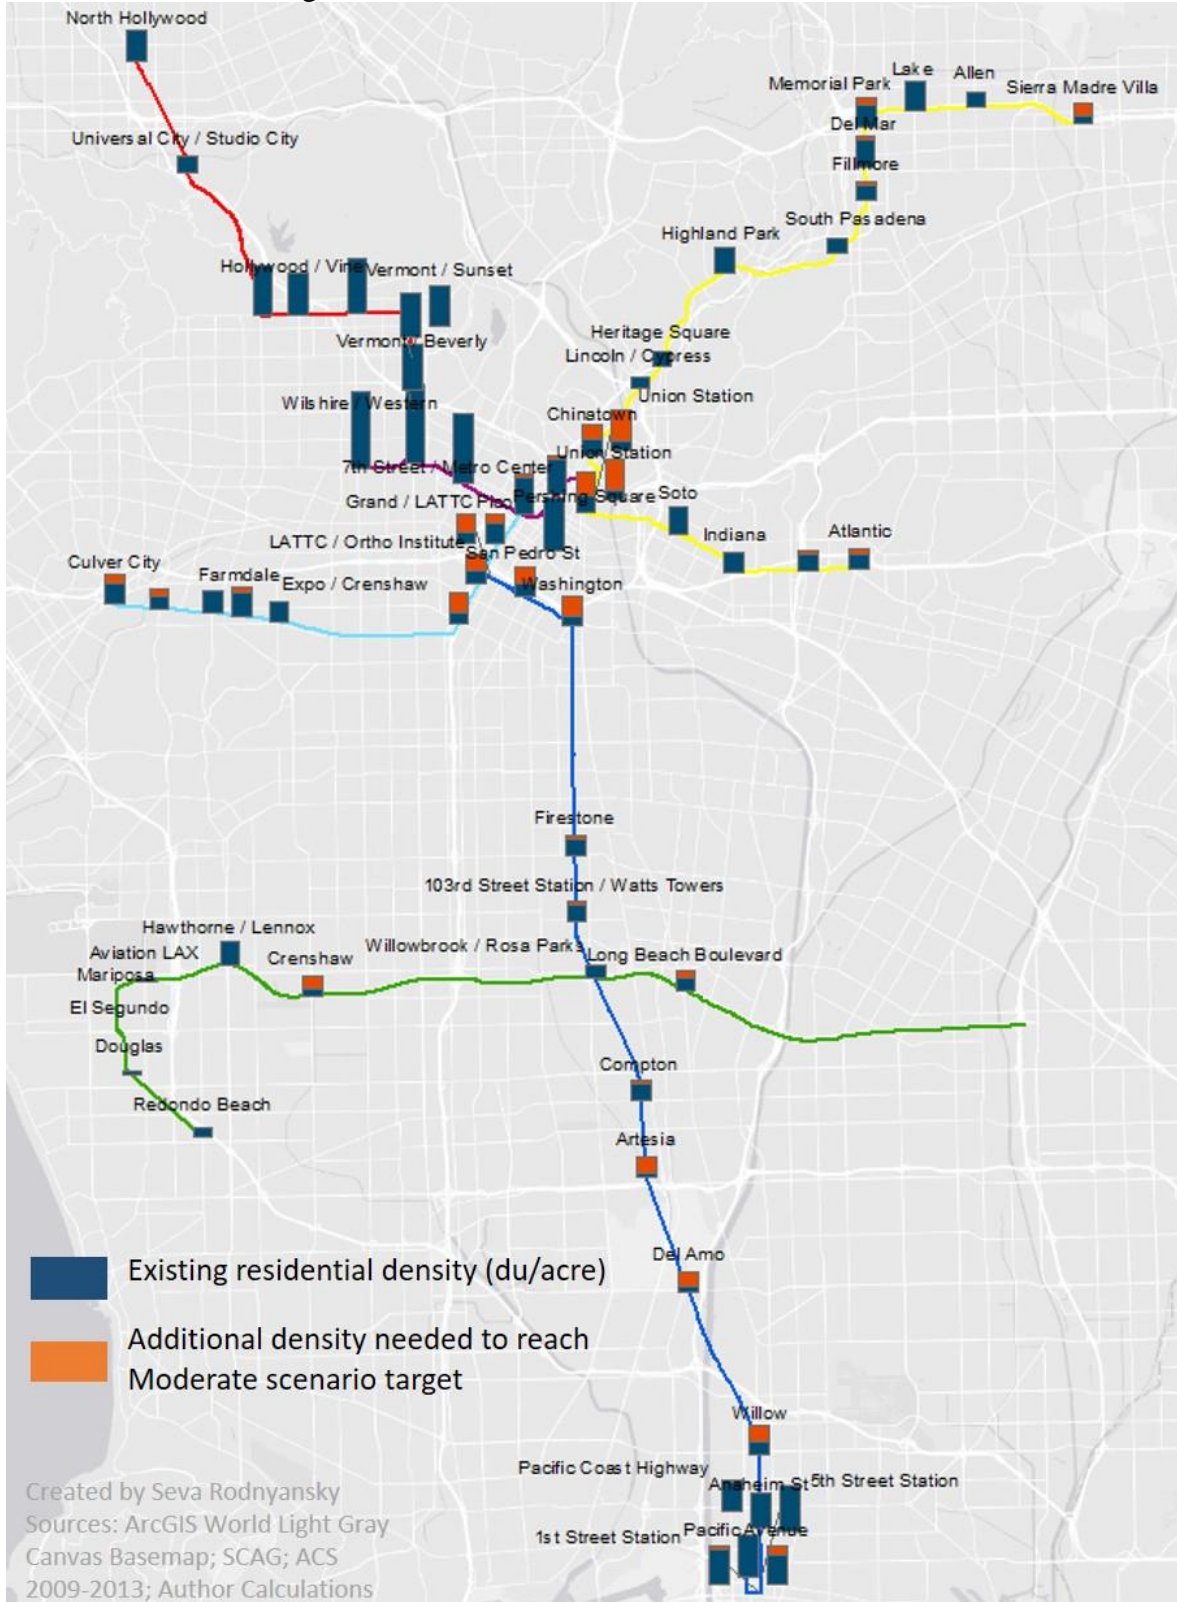 North Hollywood
Lake
Allen
Memorial Park
Sierra Madre Villa
Del Mar
Universal City / Studio City
Fillmore
South Pasadena
Highland Park
Hollywood / Vine
Vermont / Sunset
Heritage Square
Vermont / Beverly
Lincoln / Cypress
Union Station
Wilshire / Western
Chinatown
Union Station
7th Street / Metro Center
Pershing Square
Soto
Grand / LATTC
Pico
Indiana
Atlantic
LATTC / Ortho Institute
San Pedro St
Culver City
Farmdale
Expo / Crenshaw
Washington
Firestone
103rd Street Station / Watts Towers
Hawthorne / Lennox
Willowbrook / Rosa Parks
Long Beach Boulevard
Aviation LAX
Crenshaw
Mariposa
El Segundo
Douglas
Compton
Redondo Beach
Artesia
Del Amo
Existing residential density (du/acre)
Additional density needed to reach
Moderate scenario target
Willow
Pacific Coast Highway
Anaheim St
5th Street Station
1st Street Station
Pacific Avenue
Created by Seva Rodnyansky
Sources: ArcGIS World Light Gray
Canvas Basemap; SCAG; ACS
2009-2013; Author Calculations